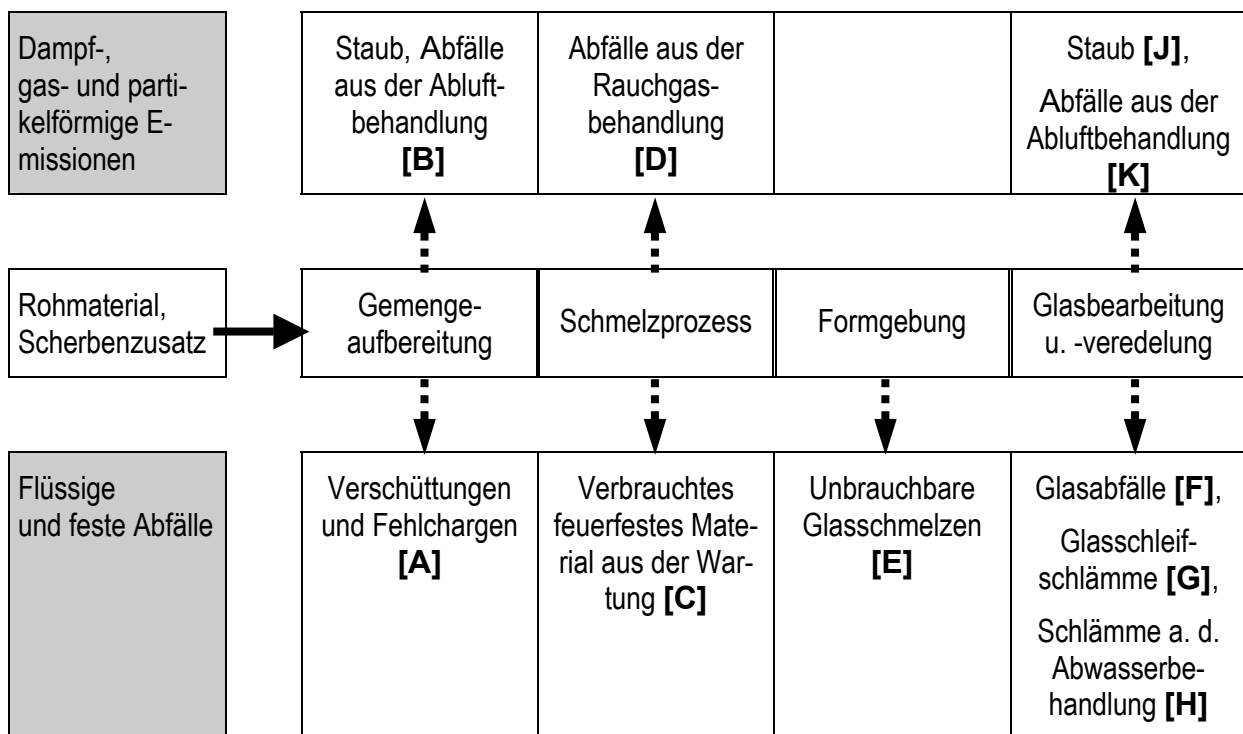 Dampf-,
gas- und parti-
kelförmige E-
missionen
Staub, Abfälle
aus der Abluft-
behandlung
[B]
Abfälle aus der
Rauchgas-
behandlung
[D]
Staub [J],
Abfälle aus der
Abluftbehandlung
[K]
Rohmaterial,
Scherbenzusatz
Gemenge-
aufbereitung
Schmelzprozess
Formgebung
Glasbearbeitung
u. -veredelung
Flüssige
und feste Abfälle
Verschüttungen
und Fehlchargen
[A]
Verbrauchtes
feuerfestes Mate-
rial aus der War-
tung [C]
Unbrauchbare
Glasschmelzen
[E]
Glasabfälle [F],
Glasschleif-
schlämme [G],
Schlämme a. d.
Abwasserbe-
handlung [H]